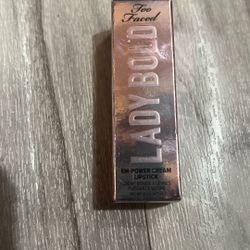 Too
Faced
LADY BOLD
EM-POWER CREAM
LIPSTICK